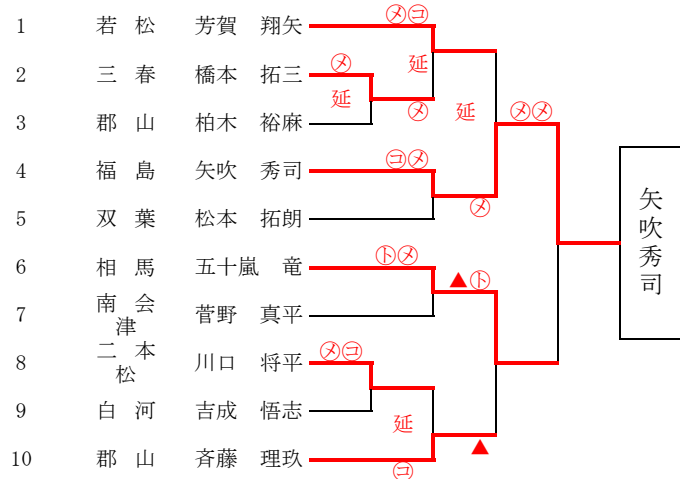 1 若松 芳賀 翔矢 ㋱㋙
延
2 三春 橋本 拓三 ㋱
延 ㋱ 延 ㋱㋱
3 郡山 柏木 裕麻
4 福島 矢吹 秀司 ㋙㋱
㋱
5 双葉 松本 拓朗
矢吹秀司
6 相馬 五十嵐 竜 ㋣㋱
▲㋣
7 南会津 菅野 真平
8 二本松 川口 将平 ㋱㋙
9 白河 吉成 悟志
延
▲
10 郡山 斉藤 理玖
㋙